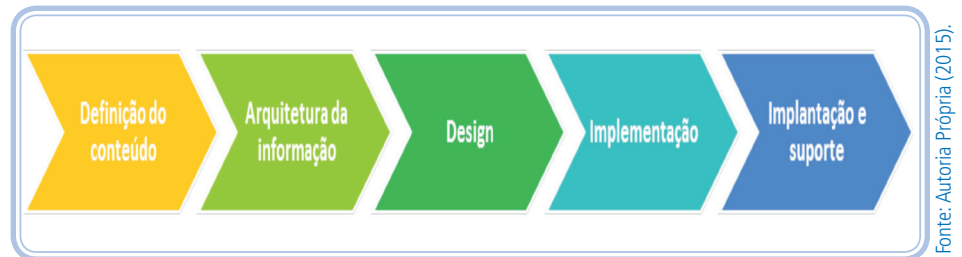 Definição do
conteúdo
Arquitetura da
informação
Design
Implementação
Implantação e
suporte
Fonte: Autoria Própria (2015).